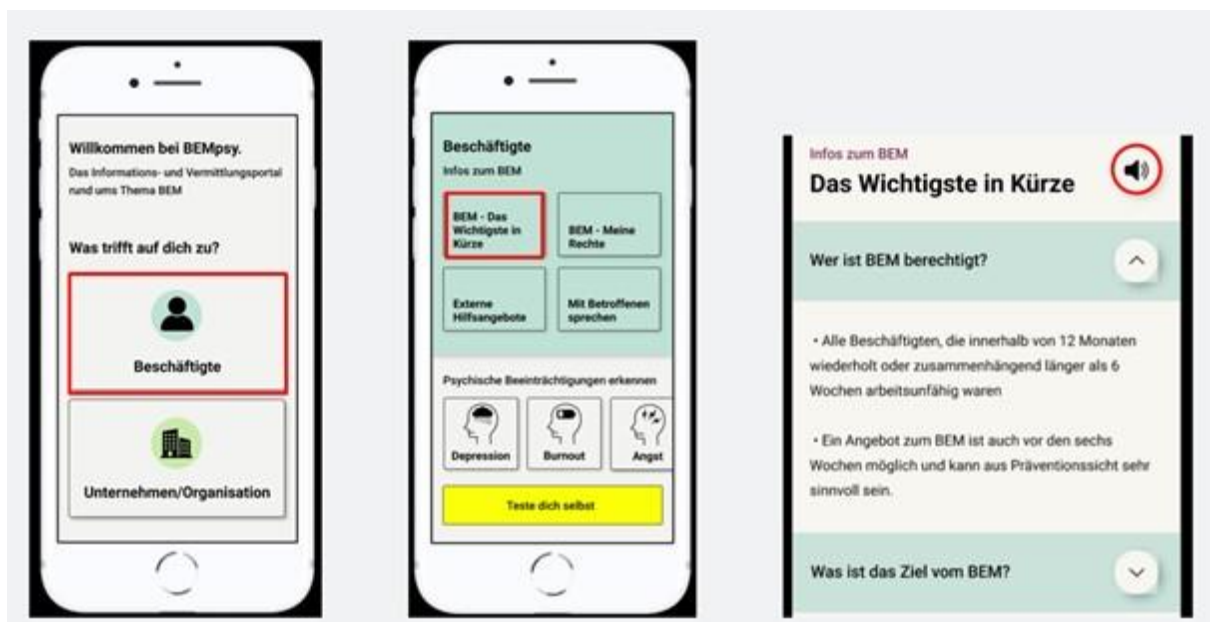 Willkommen bei BEMpsy.
Das Informations- und Vermittlungsportal
rund ums Thema BEM
Was trifft auf dich zu?
Beschäftigte
Unternehmen/Organisation
Beschäftigte
Infos zum BEM
BEM - Das
Wichtigste in
Kürze
BEM - Meine
Rechte
Externe
Hilfsangebote
Mit Betroffenen
sprechen
Psychische Beeinträchtigungen erkennen
Depression
Burnout
Angst
Teste dich selbst
Infos zum BEM
Das Wichtigste in Kürze
Wer ist BEM berechtigt?
• Alle Beschäftigten, die innerhalb von 12 Monaten
wiederholt oder zusammenhängend länger als 6
Wochen arbeitsunfähig waren
• Ein Angebot zum BEM ist auch vor den sechs
Wochen möglich und kann aus Präventionssicht sehr
sinnvoll sein.
Was ist das Ziel vom BEM?